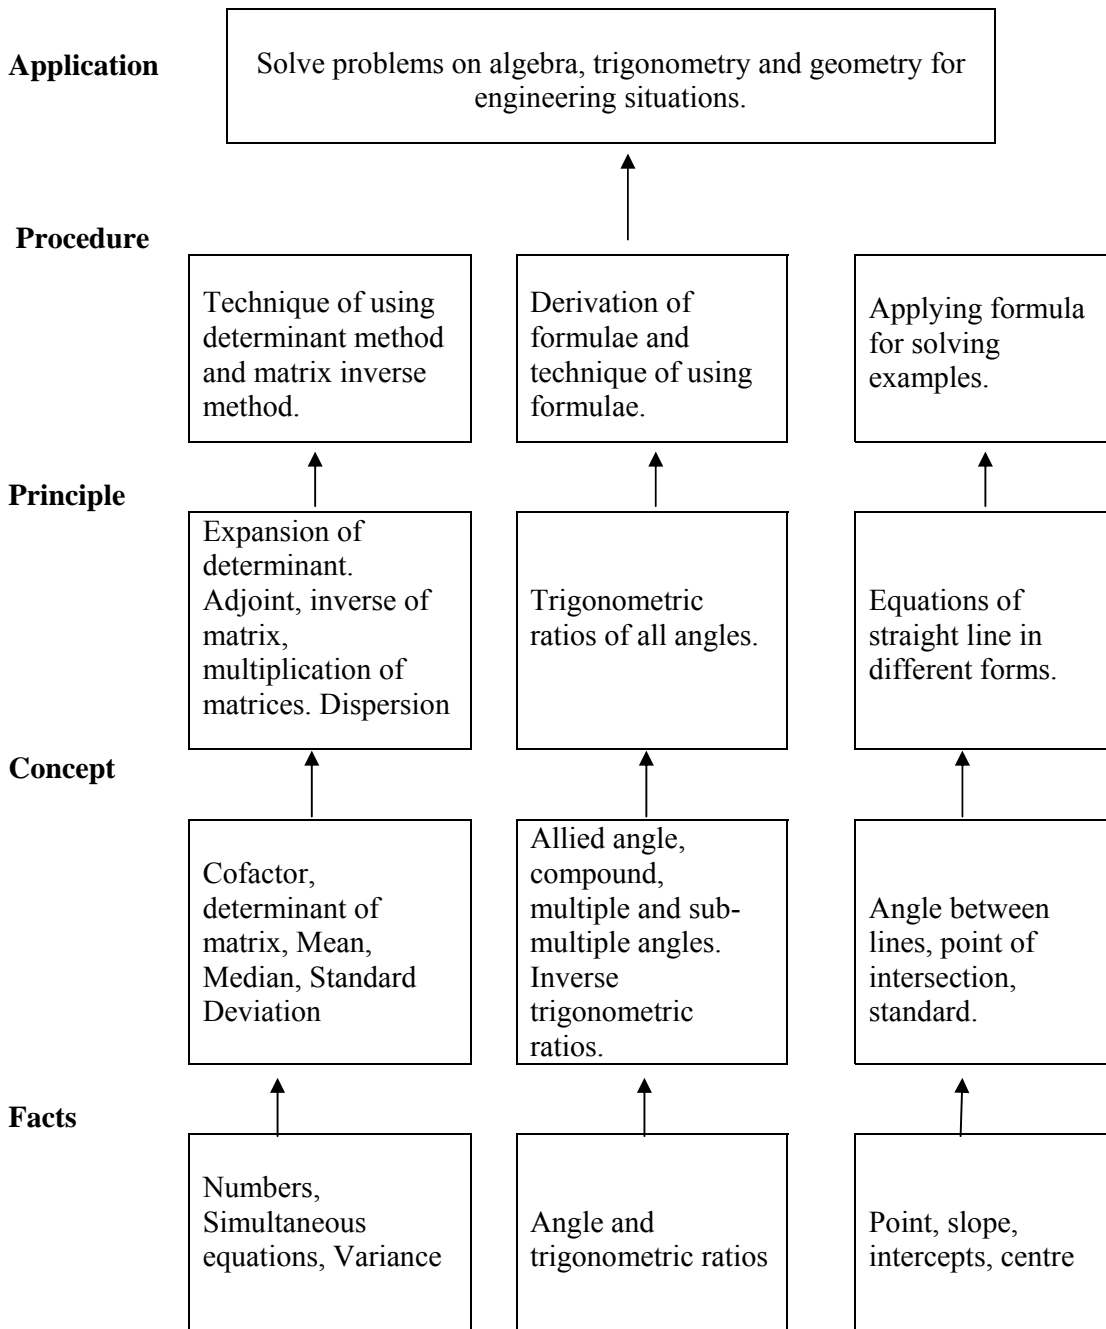 Application
Solve problems on algebra, trigonometry and geometry for
engineering situations.
Procedure
Technique of using
determinant method
and matrix inverse
method.
Derivation of
formulae and
technique of using
formulae.
Applying formula
for solving
examples.
Principle
Expansion of
determinant.
Adjoint, inverse of
matrix,
multiplication of
matrices. Dispersion
Trigonometric
ratios of all angles.
Equations of
straight line in
different forms.
Concept
Cofactor,
determinant of
matrix, Mean,
Median, Standard
Deviation
Allied angle,
compound,
multiple and sub-
multiple angles.
Inverse
trigonometric
ratios.
Angle between
lines, point of
intersection,
standard.
Facts
Numbers,
Simultaneous
equations, Variance
Angle and
trigonometric ratios
Point, slope,
intercepts, centre